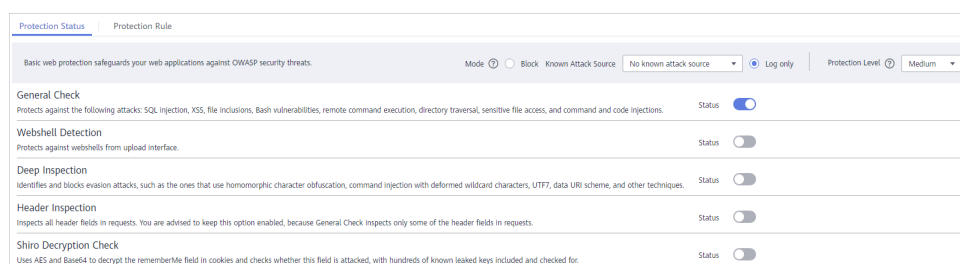 Protection Status Protection Rule
Basic web protection safeguards your web applications against OWASP security threats. Mode ? Block Known Attack Source No known attack source Log only Protection Level ? Medium
General Check
Protects against the following attacks: SQL injection, XSS, file inclusions, Bash vulnerabilities, remote command execution, directory traversal, sensitive file access, and command and code injections. Status
Webshell Detection
Protects against webshells from upload interface. Status
Deep Inspection
Identifies and blocks evasion attacks, such as the ones that use homomorphic character obfuscation, command injection with deformed wildcard characters, UTF7, data URI scheme, and other techniques. Status
Header Inspection
Inspects all header fields in requests. You are advised to keep this option enabled, because General Check inspects only some of the header fields in requests. Status
Shiro Decryption Check
Uses AES and Base64 to decrypt the rememberMe field in cookies and checks whether this field is attacked, with hundreds of known leaked keys included and checked for. Status